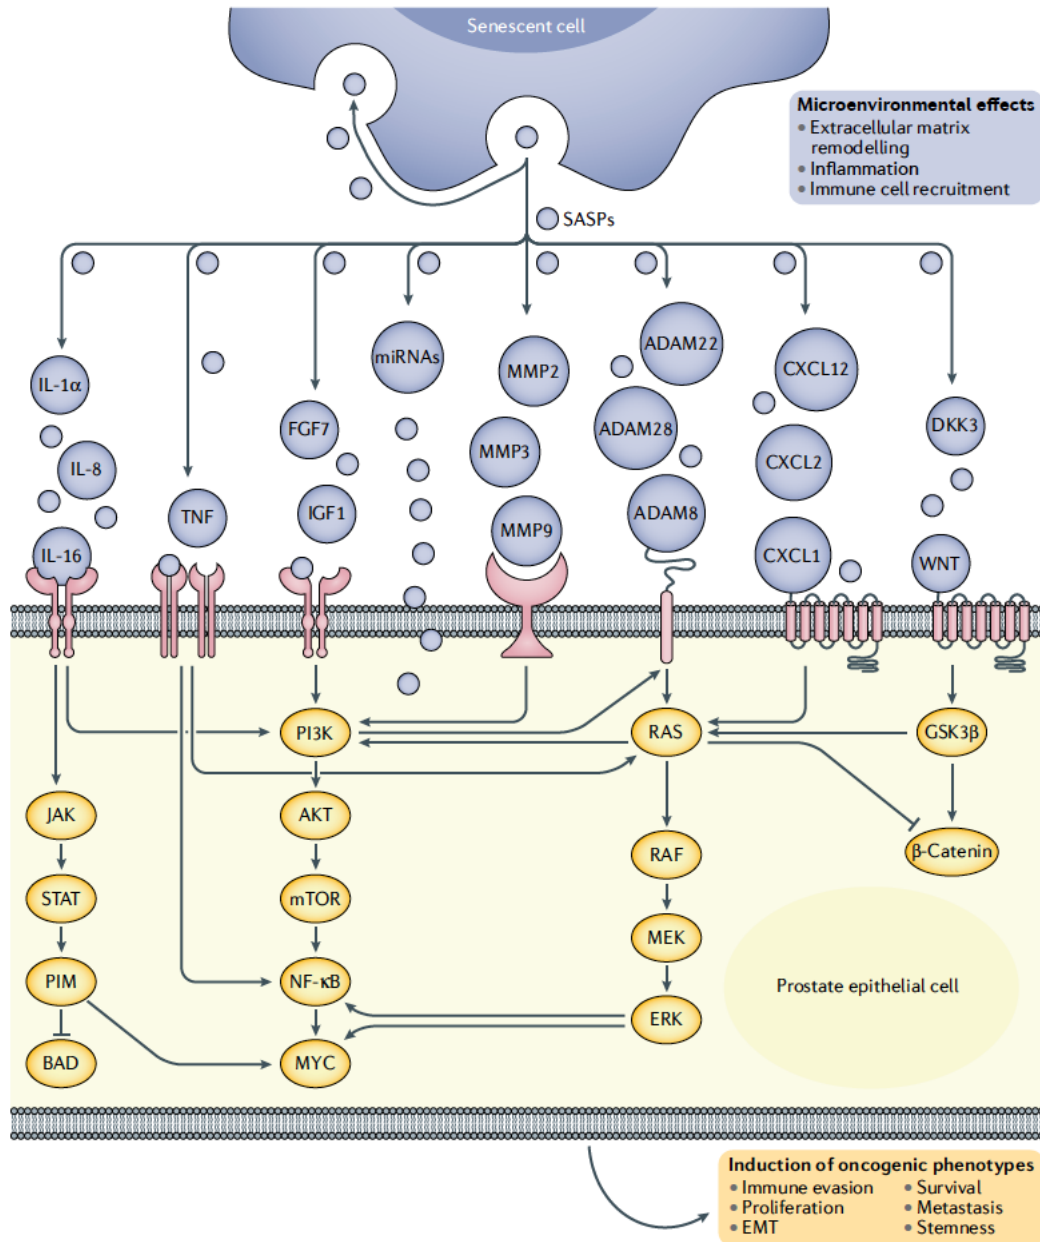 Senescent cell
Microenvironmental effects
• Extracellular matrix
remodelling
• Inflammation
• Immune cell recruitment
SASPs
IL-1α
IL-8
IL-16
TNF
FGF7
IGF1
miRNAs
MMP2
MMP3
MMP9
ADAM22
ADAM28
ADAM8
CXCL12
CXCL2
CXCL1
DKK3
WNT
PI3K
RAS
GSK3β
JAK
AKT
RAF
β-Catenin
STAT
mTOR
MEK
PIM
NF-κB
ERK
Prostate epithelial cell
BAD
MYC
Induction of oncogenic phenotypes
• Immune evasion
• Proliferation
• EMT
• Survival
• Metastasis
• Stemness